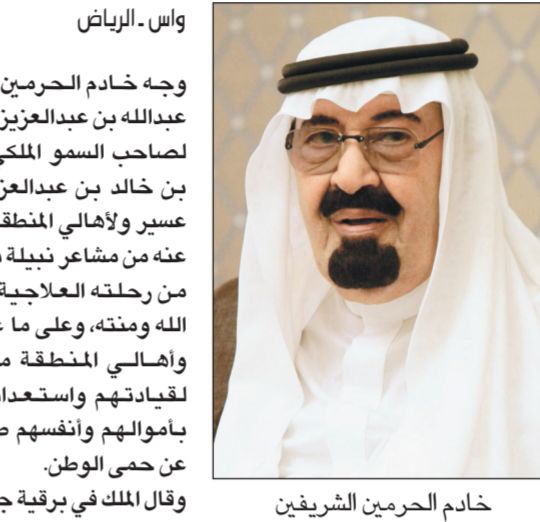 واس ـ الرياض
وجه خادم الحرمين
عبدالله بن عبدالعزيز
لصاحب السمو الملكي
بن خالد بن عبدالعز
عسير ولأهالي المنطق
عنه من مشاعر نبيلة
من رحلته العلاجية
الله ومنته، وعلى ما
وأهالي المنطقة
لقيادتهم واستعدا
بأموالهم وأنفسهم
عن حمى الوطن.
وقال الملك في برقية
خادم الحرمين الشريفين